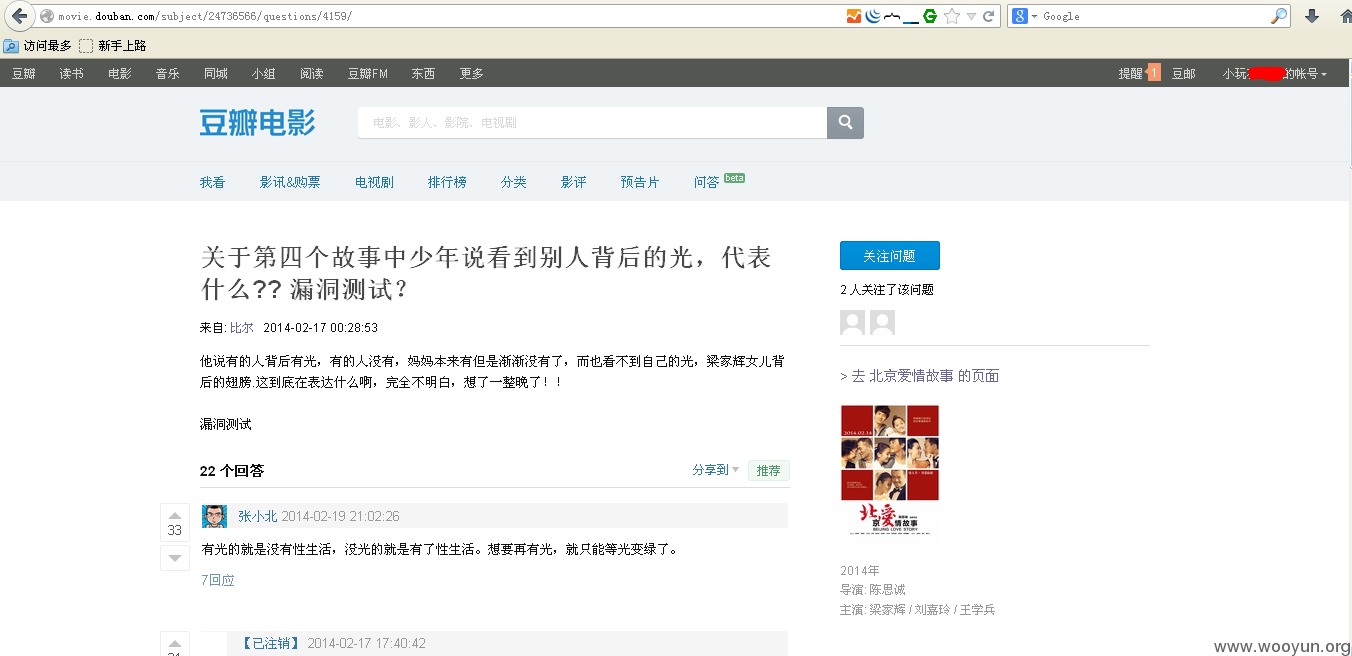 movie.douban.com/subject/24736566/questions/4159/
Google
访问最多 新手上路
豆瓣 读书 电影 音乐 同城 小组 阅读 豆瓣FM 东西 更多 提醒 1 豆邮 小玩 的帐号
豆瓣电影
电影、影人、影院、电视剧
我看 影讯&购票 电视剧 排行榜 分类 影评 预告片 问答 beta
关于第四个故事中少年说看到别人背后的光，代表
什么?? 漏洞测试？
来自: 比尔 2014-02-17 00:28:53
他说有的人背后有光，有的人没有，妈妈本来有但是渐渐没有了，而也看不到自己的光，梁家辉女儿背
后的翅膀.这到底在表达什么啊，完全不明白，想了一整晚了！！
漏洞测试
22 个回答 分享到 推荐
33
张小北 2014-02-19 21:02:26
有光的就是没有性生活，没光的就是有了性生活。想要再有光，就只能等光变绿了。
7回应
【已注销】 2014-02-17 17:40:42
关注问题
2 人关注了该问题
> 去 北京爱情故事 的页面
2014.02.14
北爱
京 情故事
BEIJING LOVE STORY
2014年
导演: 陈思诚
主演: 梁家辉 / 刘嘉玲 / 王学兵
www.wooyun.org